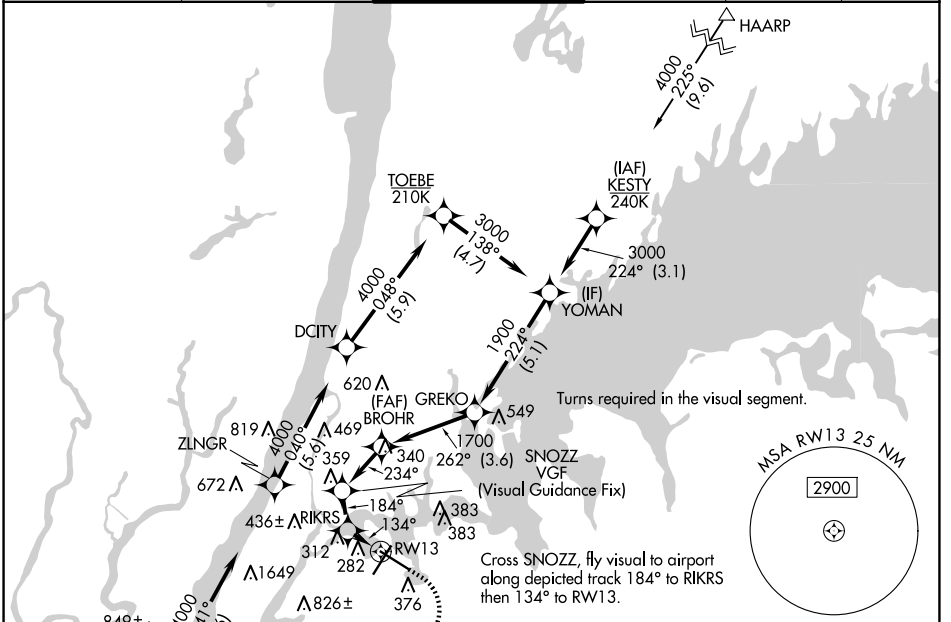 HAARP
4000
225°
(9.6)
(IAF)
KESTY
240K
TOEBE
210K
3000
138°
(4.7)
3000
224° (3.1)
(IF)
YOMAN
4000
048°
(5.9)
DCITY
1900
224°
(5.1)
620
(FAF)
BROHR
GREKO
549
Turns required in the visual segment.
819
469
ZLNGR
4000
040°
(5.6)
359
340
1700
262° (3.6)
234°
SNOZZ
VGF
(Visual Guidance Fix)
MSA RW13 25 NM
2900
672
184°
436±
RIKRS
134°
383
383
312
282
RW13
Cross SNOZZ, fly visual to airport
along depicted track 184° to RIKRS
then 134° to RW13.
1649
376
826±